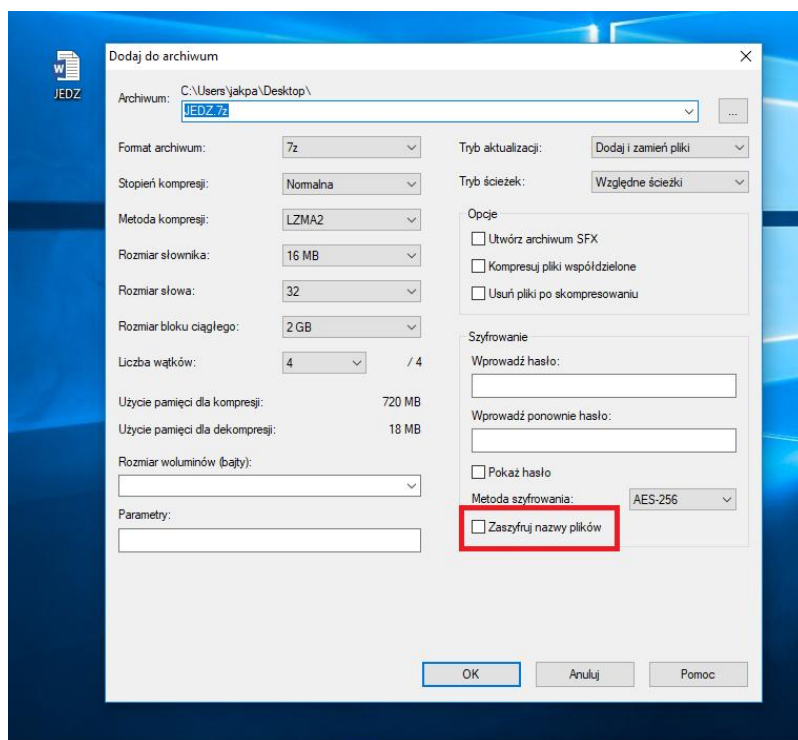 JEDZ
Dodaj do archiwum
Archiwum: C:\Users\jakpa\Desktop\
JEDZ.7z
...
Format archiwum: 7z
Stopień kompresji: Normalna
Metoda kompresji: LZMA2
Rozmiar słownika: 16 MB
Rozmiar słowa: 32
Rozmiar bloku ciągłego: 2 GB
Liczba wątków: 4 / 4
Użycie pamięci dla kompresji: 720 MB
Użycie pamięci dla dekompresji: 18 MB
Rozmiar woluminów (bajty):
Parametry:
Tryb aktualizacji: Dodaj i zamień pliki
Tryb ścieżek: Względne ścieżki
Opcje
Utwórz archiwum SFX
Kompresuj pliki współdzielone
Usuń pliki po skompresowaniu
Szyfrowanie
Wprowadź hasło:
Wprowadź ponownie hasło:
Pokaż hasło
Metoda szyfrowania: AES-256
Zaszyfruj nazwy plików
OK
Anuluj
Pomoc